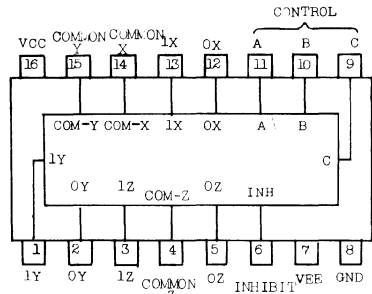 CONTROL
VCC COMMON Y COMMON X 1X 0X A B C
16 15 14 13 12 11 10 9
COM-Y COM-X 1X 0X A B
1Y C
0Y 1Z COM-Z 0Z INH
1 2 3 4 5 6 7 8
1Y 0Y 1Z COMMON Z 0Z INHIBIT VEE GND